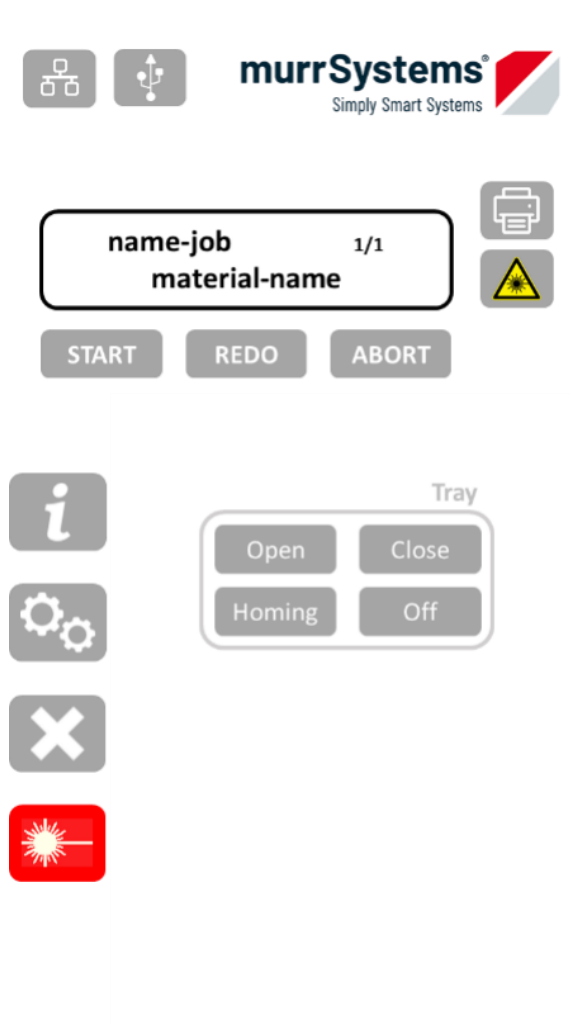 murrSystems®
Simply Smart Systems
name-job 1/1
material-name
START REDO ABORT
i
Tray
Open Close
Homing Off